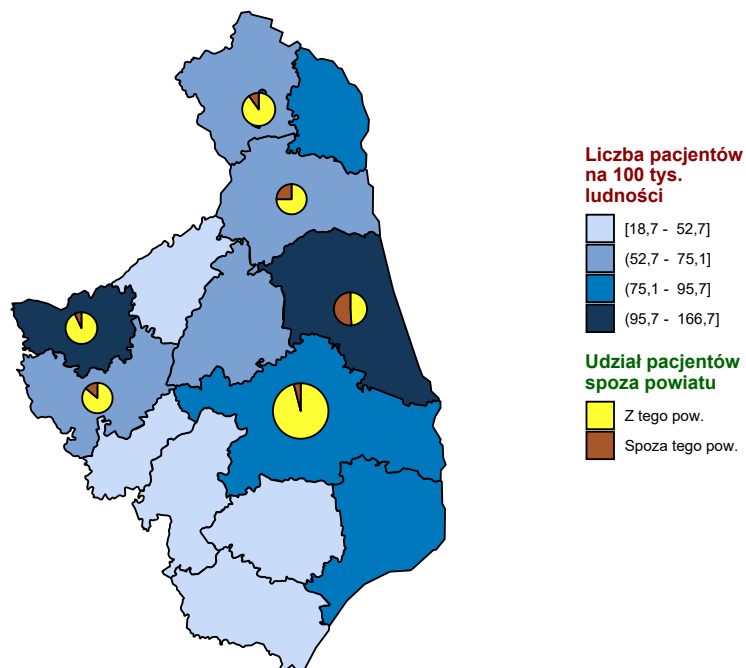 Liczba pacjentów
na 100 tys.
ludności
[18,7 - 52,7]
(52,7 - 75,1]
(75,1 - 95,7]
(95,7 - 166,7]
Udział pacjentów
spoza powiatu
Z tego pow.
Spoza tego pow.